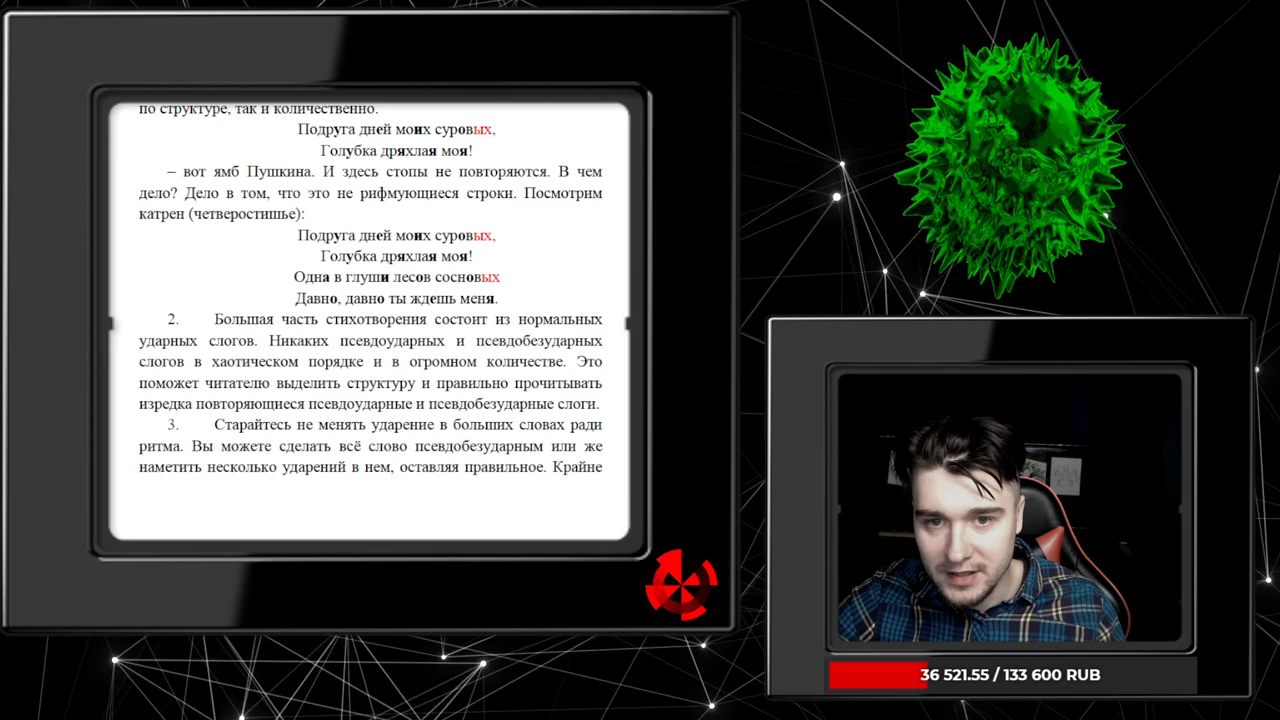 по структуре, так и количественно.
Подруга дней моих суровых,
Голубка дряхлая моя!
– вот ямб Пушкина. И здесь стопы не повторяются. В чем
дело? Дело в том, что это не рифмующиеся строки. Посмотрим
катрен (четверостишье):
Подруга дней моих суровых,
Голубка дряхлая моя!
Одна в глуши лесов сосновых
Давно, давно ты ждешь меня.
2. Большая часть стихотворения состоит из нормальных
ударных слогов. Никаких псевдоударных и псевдобезударных
слогов в хаотическом порядке и в огромном количестве. Это
поможет читателю выделить структуру и правильно прочитывать
изредка повторяющиеся псевдоударные и псевдобезударные слоги.
3. Старайтесь не менять ударение в больших словах ради
ритма. Вы можете сделать всё слово псевдобезударным или же
наметить несколько ударений в нем, оставляя правильное. Крайне
36 521.55 / 133 600 RUB